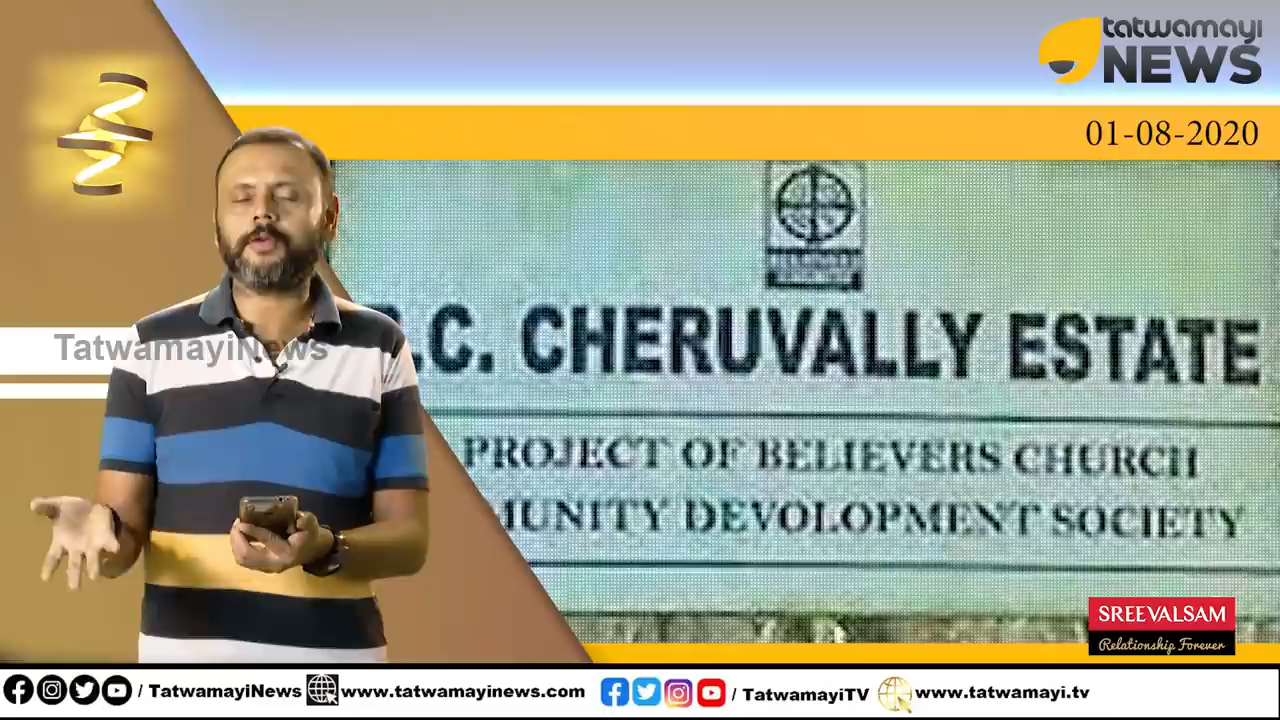 tatwamayi
NEWS
01-08-2020
.C. CHERUVALLY ESTATE
PROJECT OF BELIEVERS CHURCH
MUNITY DEVOLOPMENT SOCIETY
TatwamayiNews
SREEVALSAM
Relationship Forever
/ TatwamayiNews www.tatwamayinews.com / TatwamayiTV www.tatwamayi.tv